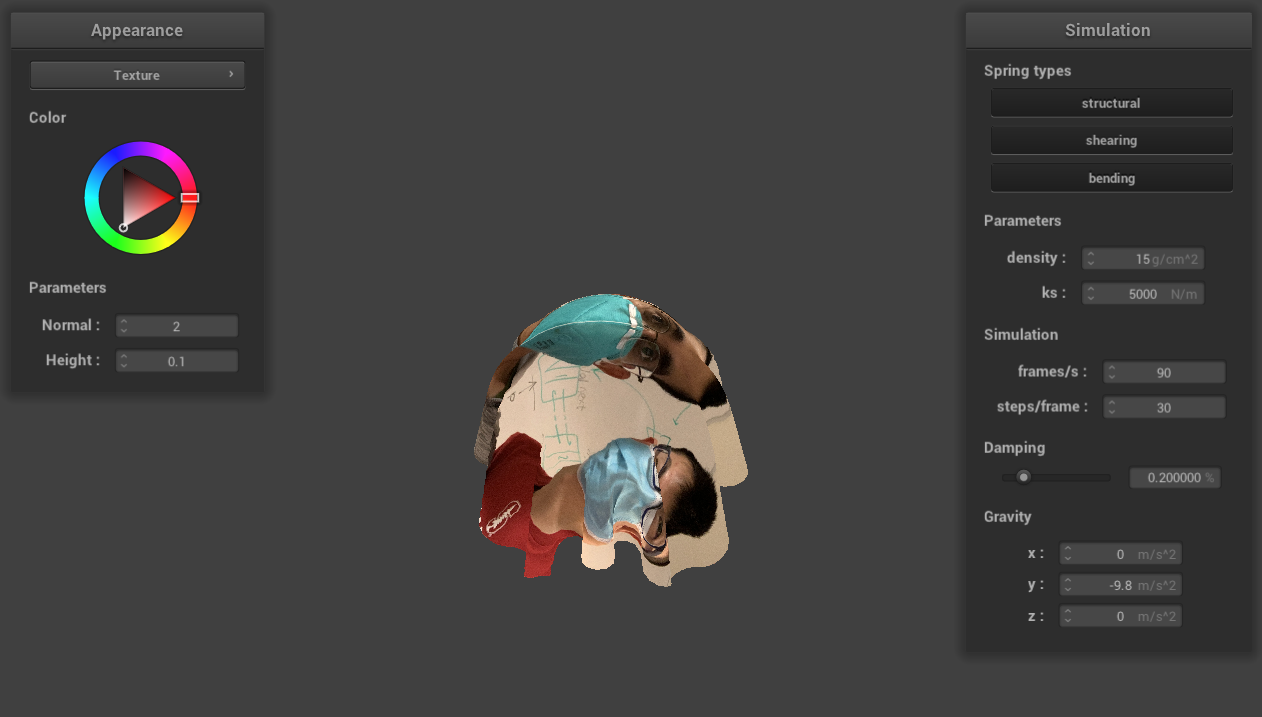 Appearance
Texture
Color
Parameters
Normal : 2
Height : 0.1
Simulation
Spring types
structural
shearing
bending
Parameters
density : 15 g/cm^2
ks : 5000 N/m
Simulation
frames/s : 90
steps/frame : 30
Damping
0.200000 %
Gravity
x : 0 m/s^2
y : -9.8 m/s^2
z : 0 m/s^2